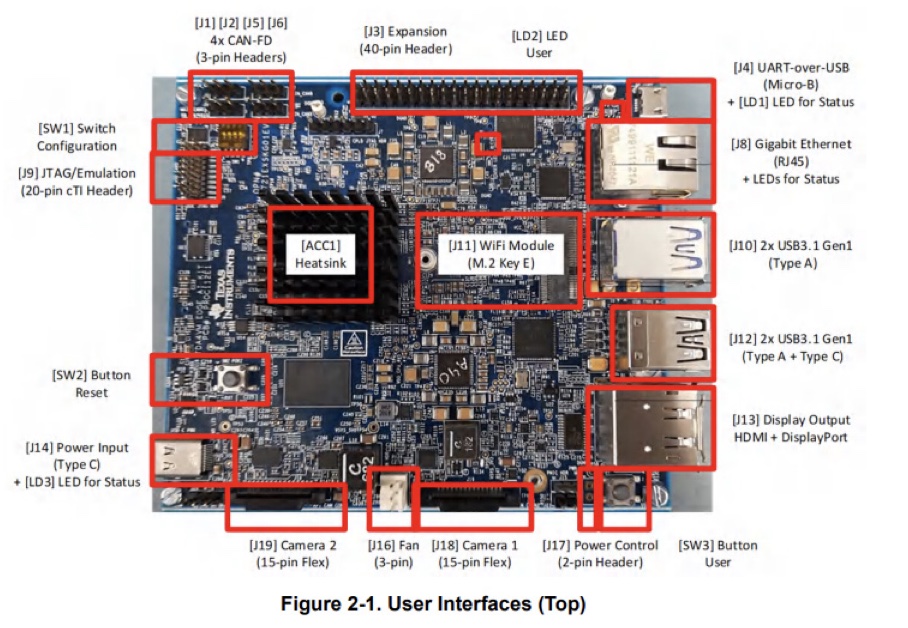 [J1] [J2] [J5] [J6]
4x CAN-FD
(3-pin Headers)
[J3] Expansion
(40-pin Header)
[LD2] LED
User
[J4] UART-over-USB
(Micro-B)
+ [LD1] LED for Status
[SW1] Switch
Configuration
[J9] JTAG/Emulation
(20-pin cTI Header)
[J8] Gigabit Ethernet
(RJ45)
+ LEDs for Status
818
[ACC1]
Heatsink
[J11] WiFi Module
(M.2 Key E)
[J10] 2x USB3.1 Gen1
(Type A)
TEXAS
INSTRUMENTS
[J12] 2x USB3.1 Gen1
(Type A + Type C)
[SW2] Button
Reset
[J13] Display Output
HDMI + DisplayPort
[J14] Power Input
(Type C)
+ [LD3] LED for Status
[J19] Camera 2
(15-pin Flex)
[J16] Fan
(3-pin)
[J18] Camera 1
(15-pin Flex)
[J17] Power Control
(2-pin Header)
[SW3] Button
User
Figure 2-1. User Interfaces (Top)